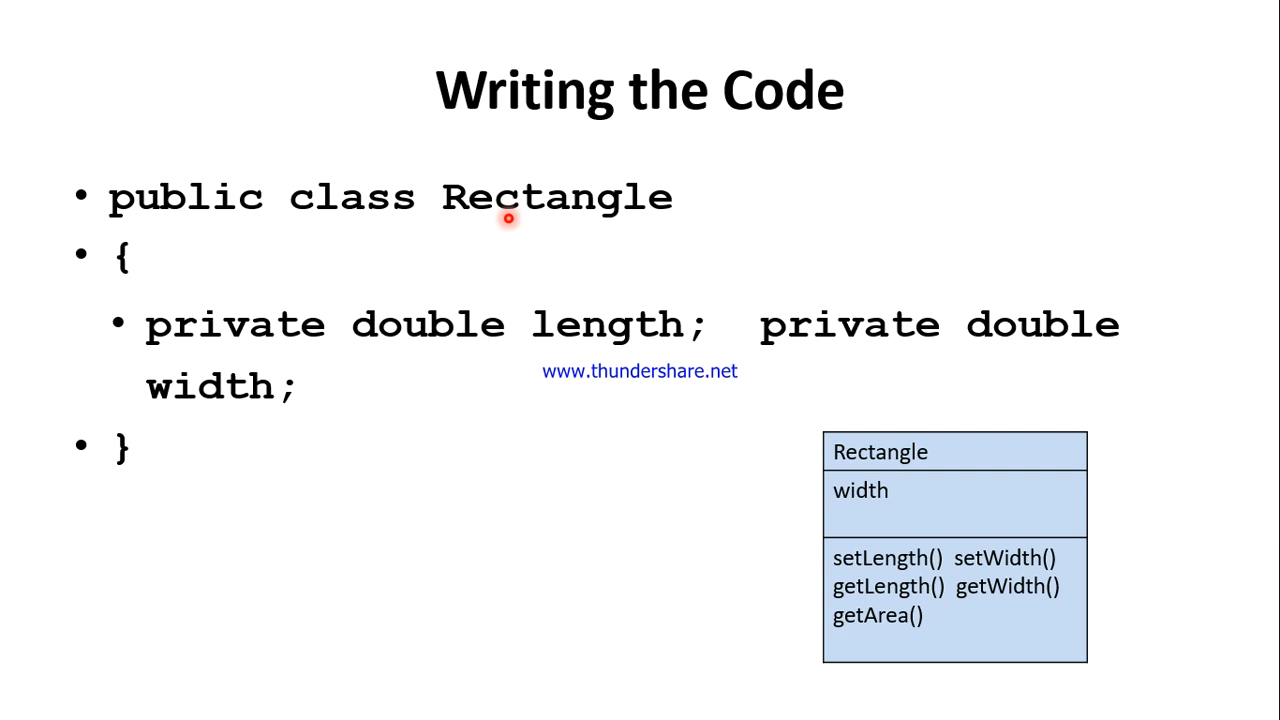 Writing the Code
• public class Rectangle
• {
• private double length; private double
width;
www.thundershare.net
• }
Rectangle
width
setLength() setWidth()
getLength() getWidth()
getArea()